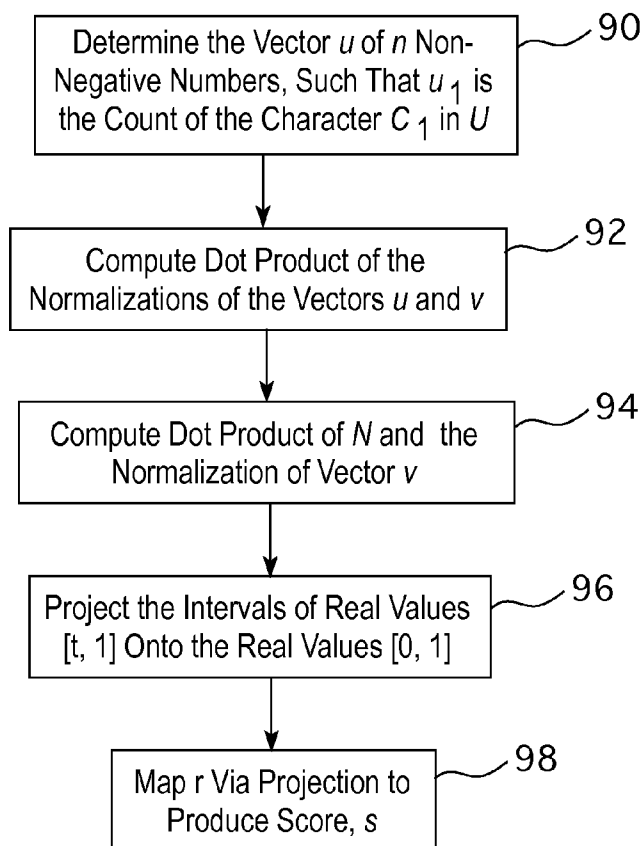 Determine the Vector u of n Non-
Negative Numbers, Such That u 1 is
the Count of the Character C 1 in U
90
Compute Dot Product of the
Normalizations of the Vectors u and v
92
Compute Dot Product of N and the
Normalization of Vector v
94
Project the Intervals of Real Values
[t, 1] Onto the Real Values [0, 1]
96
Map r Via Projection to
Produce Score, s
98